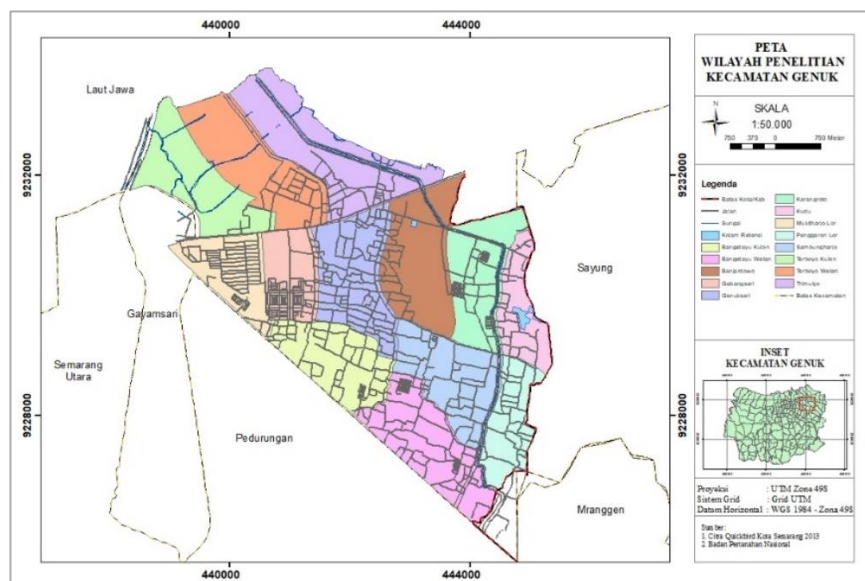 440000
444000
9232000
9228000
Laut Jawa
Sayung
Gayamsari
Semarang
Utara
Pedurungan
Mranggen
9232000
9228000
440000
444000
PETA
WILAYAH PENELITIAN
KECAMATAN GENUK
N
SKALA
1:50.000
750 375 0 750 Meter
Legenda
Batas Kota/Kab
Jalan
Sungai
Kolam Retensi
Bangetayu Kulon
Bangetayu Wetan
Banjardowo
Gebangsari
Genuksari
Karangroto
Kudu
Muktiharjo Lor
Penggaron Lor
Sembungharjo
Terboyo Kulon
Terboyo Wetan
Trimulyo
Batas Kecamatan
INSET
KECAMATAN GENUK
Proyeksi : UTM Zona 49S
Sistem Grid : Grid UTM
Datum Horizontal : WGS 1984 - Zona 49S
Sumber:
1. Citra Quickbird Kota Semarang 2013
2. Badan Pertanahan Nasional